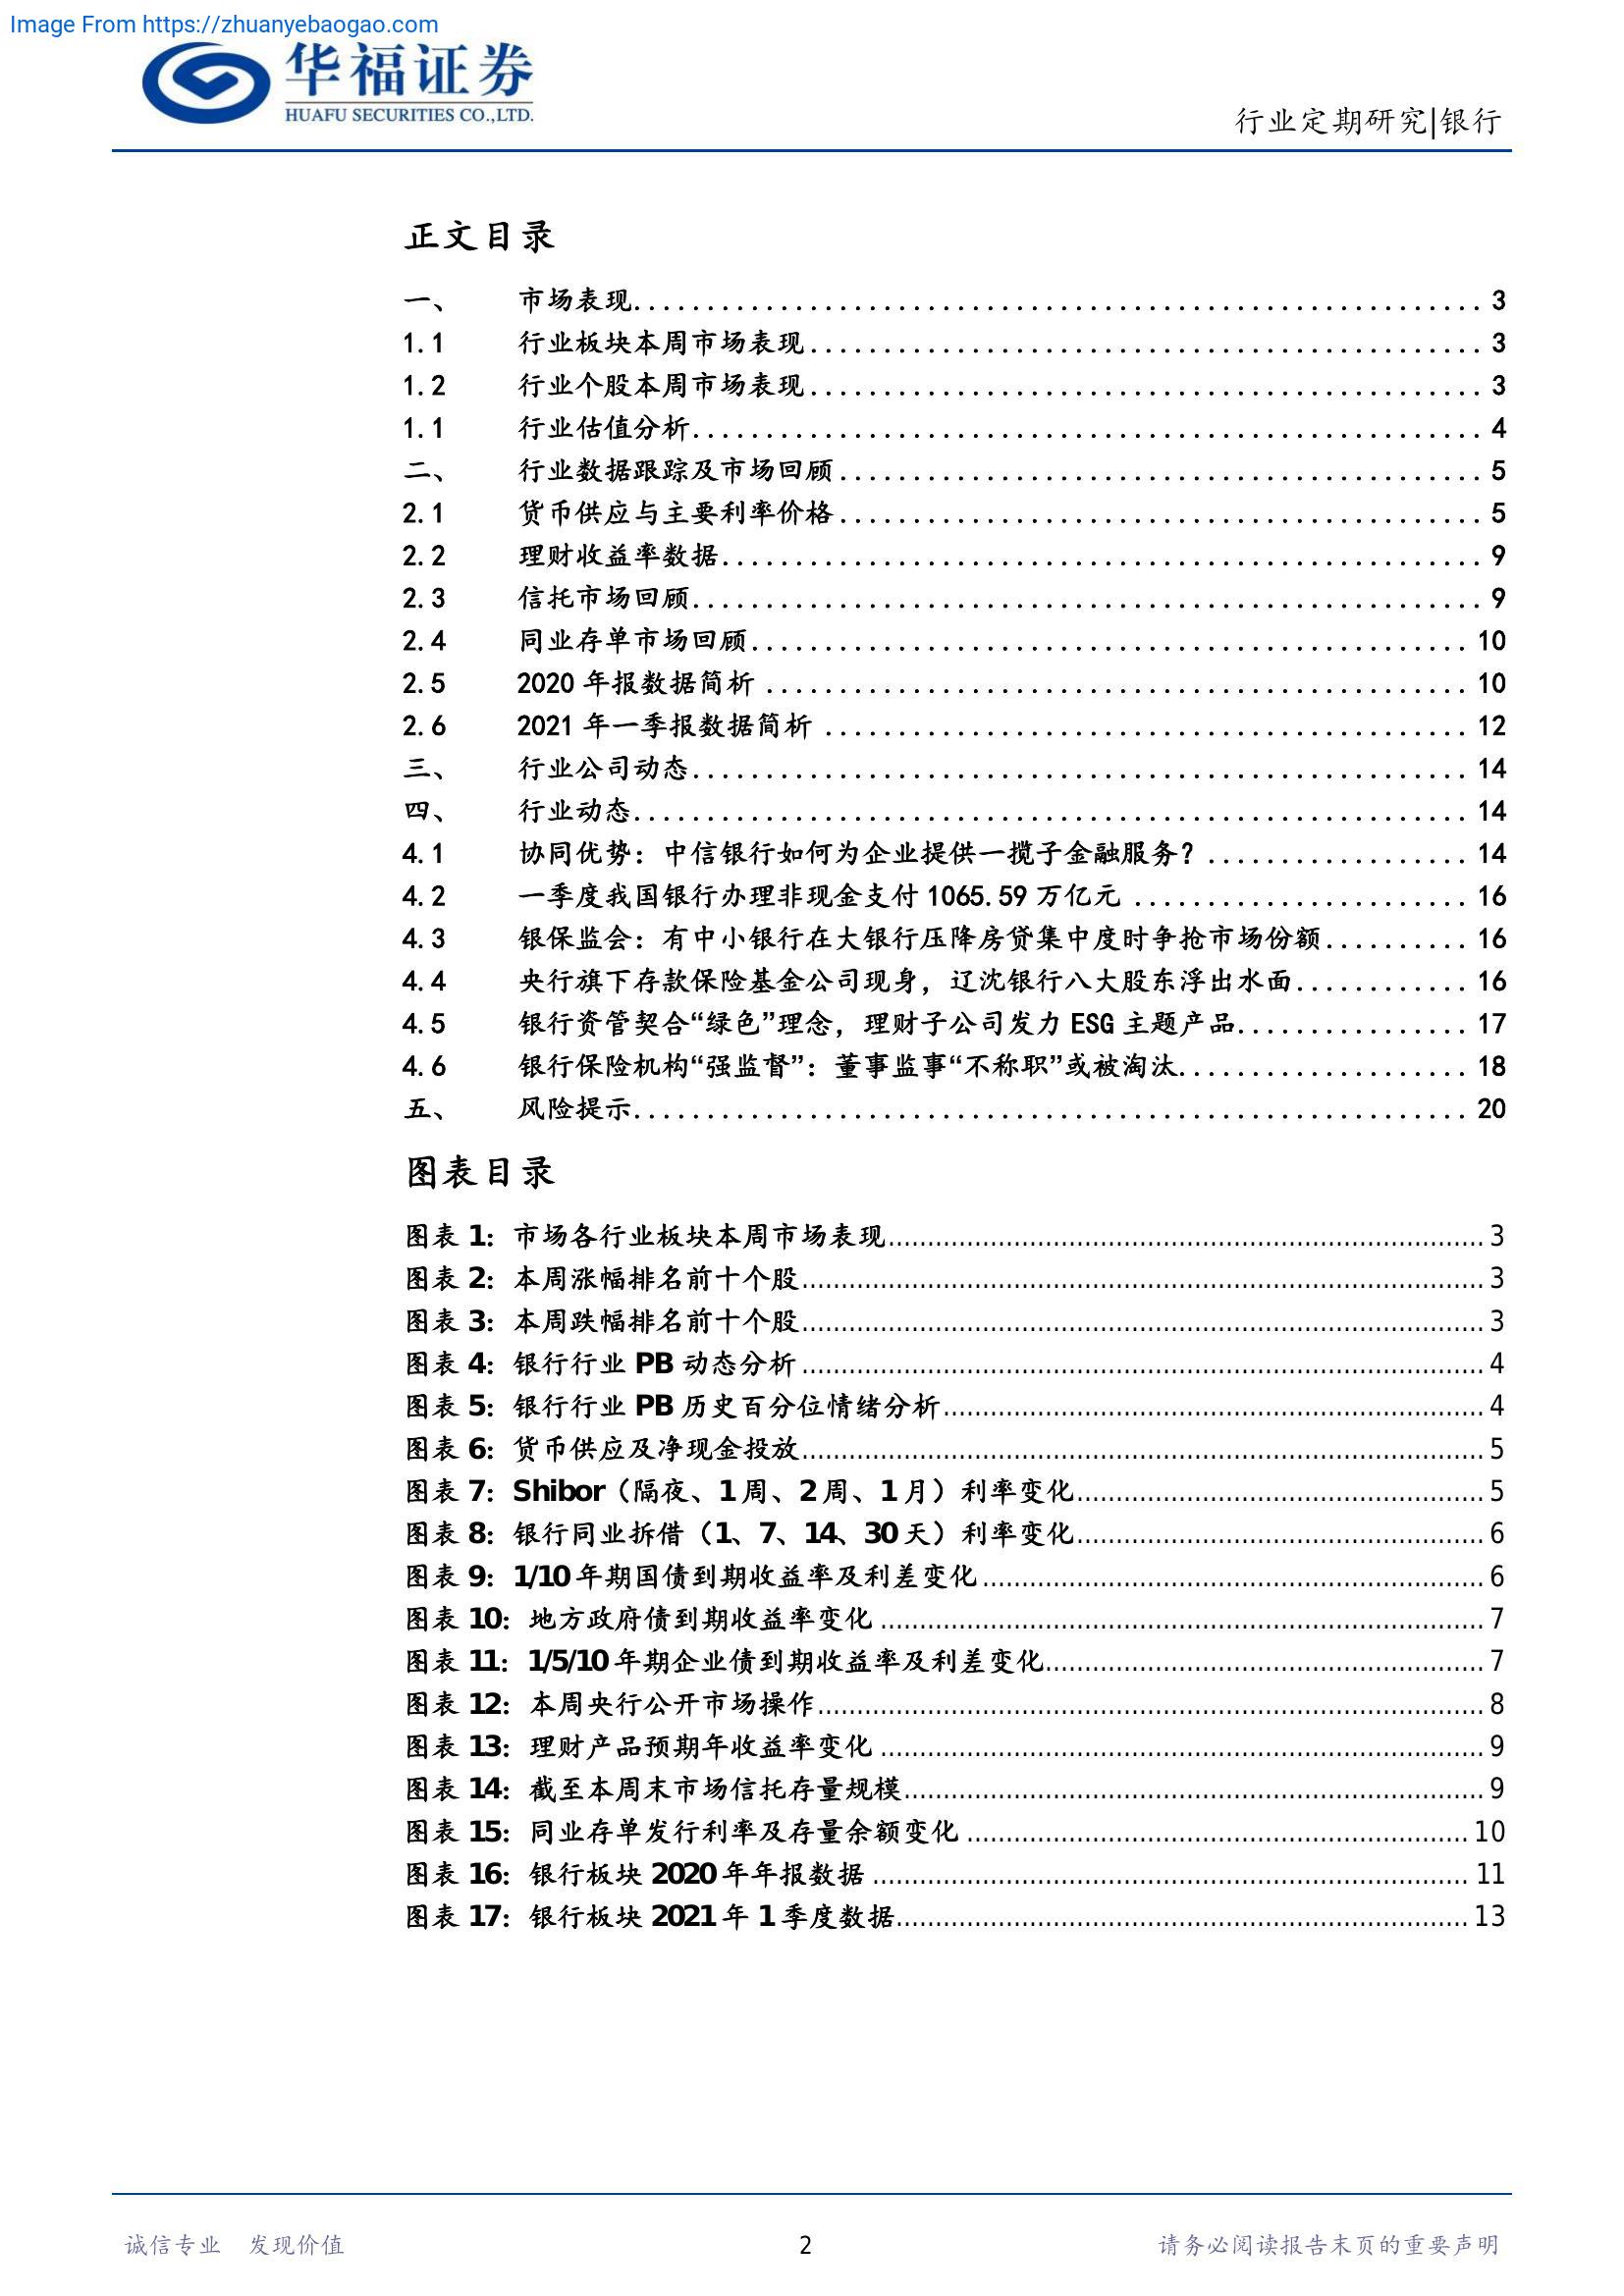 Image From https://zhuanyebaogao.com
华福证券
HUAFU SECURITIES CO.,LTD.
行业定期研究|银行
正文目录
一、 市场表现 3
1.1 行业板块本周市场表现 3
1.2 行业个股本周市场表现 3
1.1 行业估值分析 4
二、 行业数据跟踪及市场回顾 5
2.1 货币供应与主要利率价格 5
2.2 理财收益率数据 9
2.3 信托市场回顾 9
2.4 同业存单市场回顾 10
2.5 2020 年报数据简析 10
2.6 2021 年一季报数据简析 12
三、 行业公司动态 14
四、 行业动态 14
4.1 协同优势：中信银行如何为企业提供一揽子金融服务？ 14
4.2 一季度我国银行办理非现金支付 1065.59 万亿元 16
4.3 银保监会：有中小银行在大银行压降房贷集中度时争抢市场份额 16
4.4 央行旗下存款保险基金公司现身，辽沈银行八大股东浮出水面 16
4.5 银行资管契合“绿色”理念，理财子公司发力 ESG 主题产品 17
4.6 银行保险机构“强监督”：董事监事“不称职”或被淘汰 18
五、 风险提示 20
图表目录
图表 1：市场各行业板块本周市场表现 3
图表 2：本周涨幅排名前十个股 3
图表 3：本周跌幅排名前十个股 3
图表 4：银行行业 PB 动态分析 4
图表 5：银行行业 PB 历史百分位情绪分析 4
图表 6：货币供应及净现金投放 5
图表 7：Shibor（隔夜、1 周、2 周、1 月）利率变化 5
图表 8：银行同业拆借（1、7、14、30 天）利率变化 6
图表 9：1/10 年期国债到期收益率及利差变化 6
图表 10：地方政府债到期收益率变化 7
图表 11：1/5/10 年期企业债到期收益率及利差变化 7
图表 12：本周央行公开市场操作 8
图表 13：理财产品预期年收益率变化 9
图表 14：截至本周末市场信托存量规模 9
图表 15：同业存单发行利率及存量余额变化 10
图表 16：银行板块 2020 年年报数据 11
图表 17：银行板块 2021 年 1 季度数据 13
诚信专业 发现价值
2
请务必阅读报告末页的重要声明